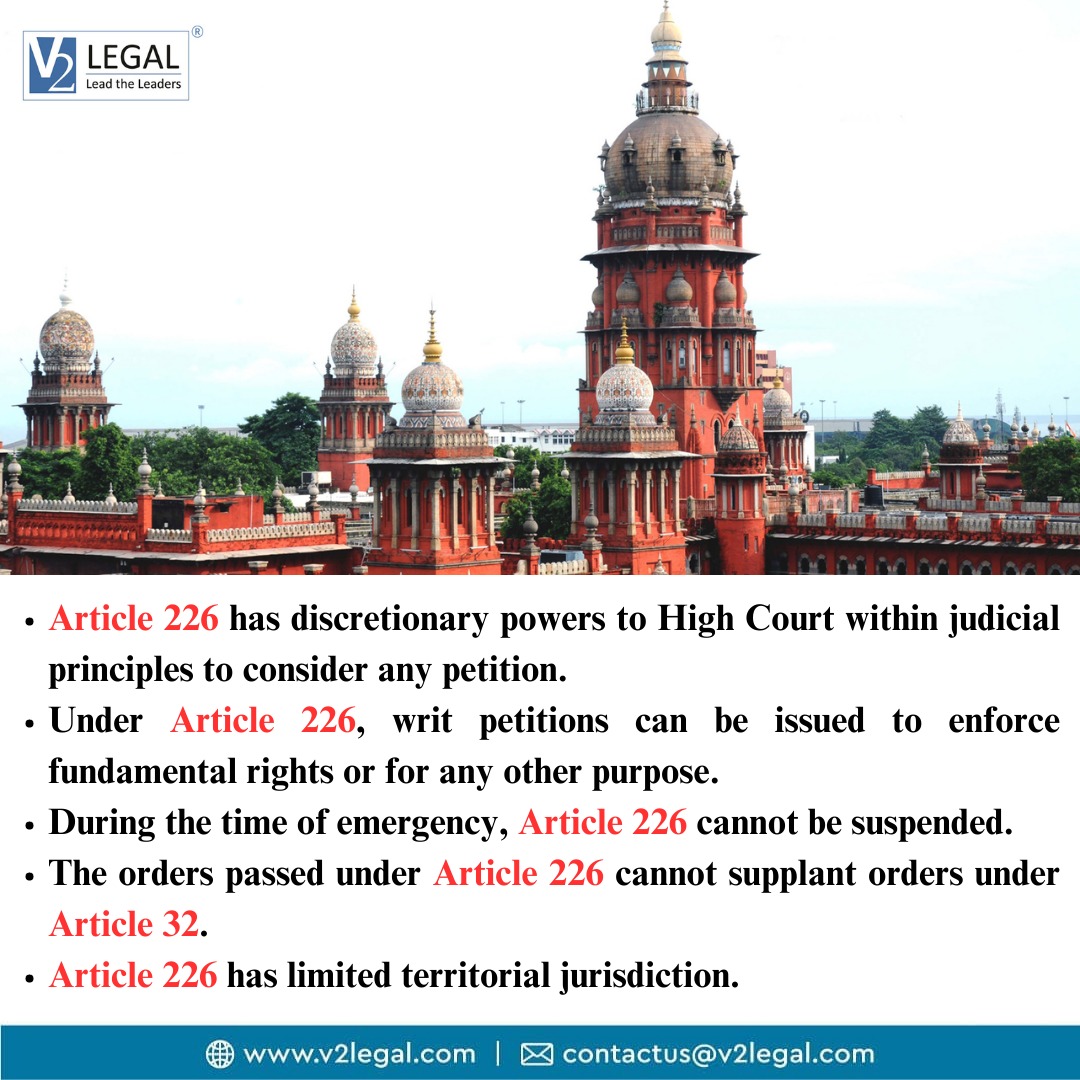 V2 LEGAL ®
Lead the Leaders
• Article 226 has discretionary powers to High Court within judicial
principles to consider any petition.
• Under Article 226, writ petitions can be issued to enforce
fundamental rights or for any other purpose.
• During the time of emergency, Article 226 cannot be suspended.
• The orders passed under Article 226 cannot supplant orders under
Article 32.
• Article 226 has limited territorial jurisdiction.
www.v2legal.com | contactus@v2legal.com